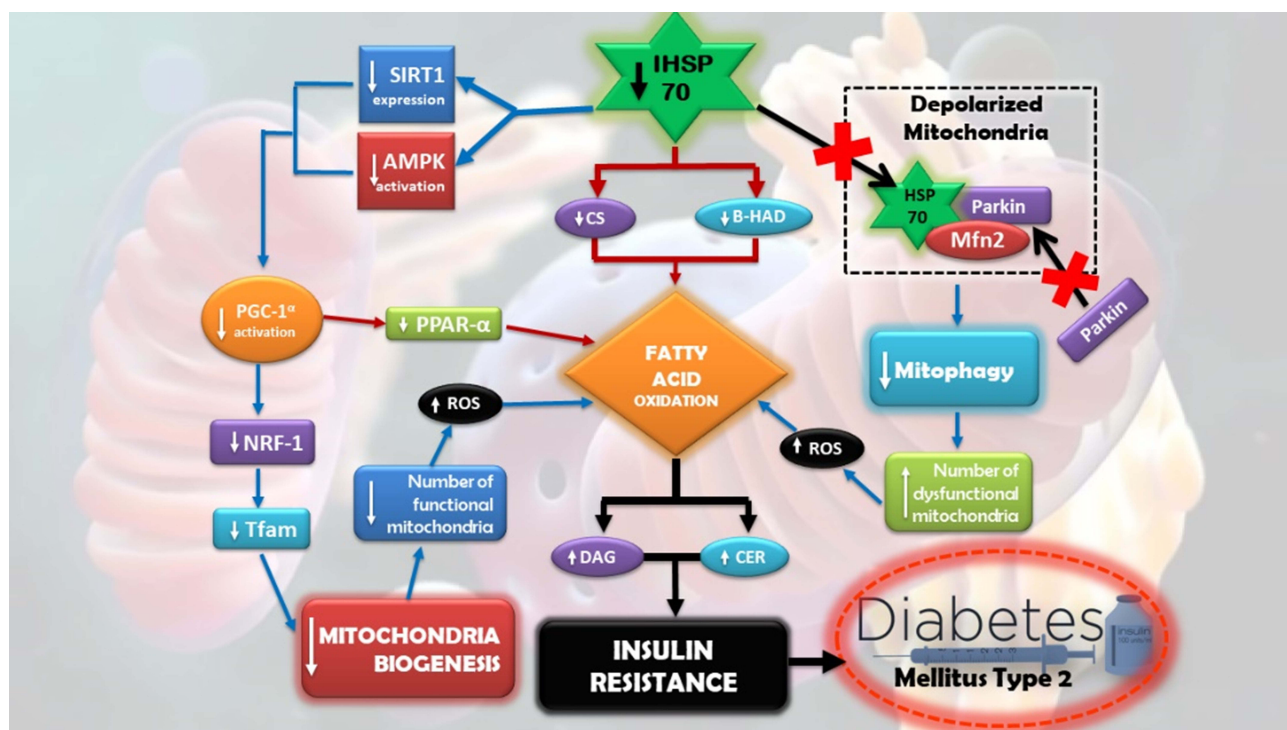 ↓ IHSP
70
↓ SIRT1
expression
↓ AMPK
activation
↓ CS
↓ B-HAD
Depolarized
Mitochondria
HSP
70
Parkin
Mfn2
Parkin
↓ PGC-1α
activation
↓ PPAR-α
FATTY
ACID
OXIDATION
↓ Mitophagy
↑ ROS
↑ ROS
↓ NRF-1
↓ Number of
functional
mitochondria
↑ Number of
dysfunctional
mitochondria
↓ Tfam
↑ DAG
↑ CER
↓ MITOCHONDRIA
BIOGENESIS
INSULIN
RESISTANCE
Diabetes
insulin
Mellitus Type 2